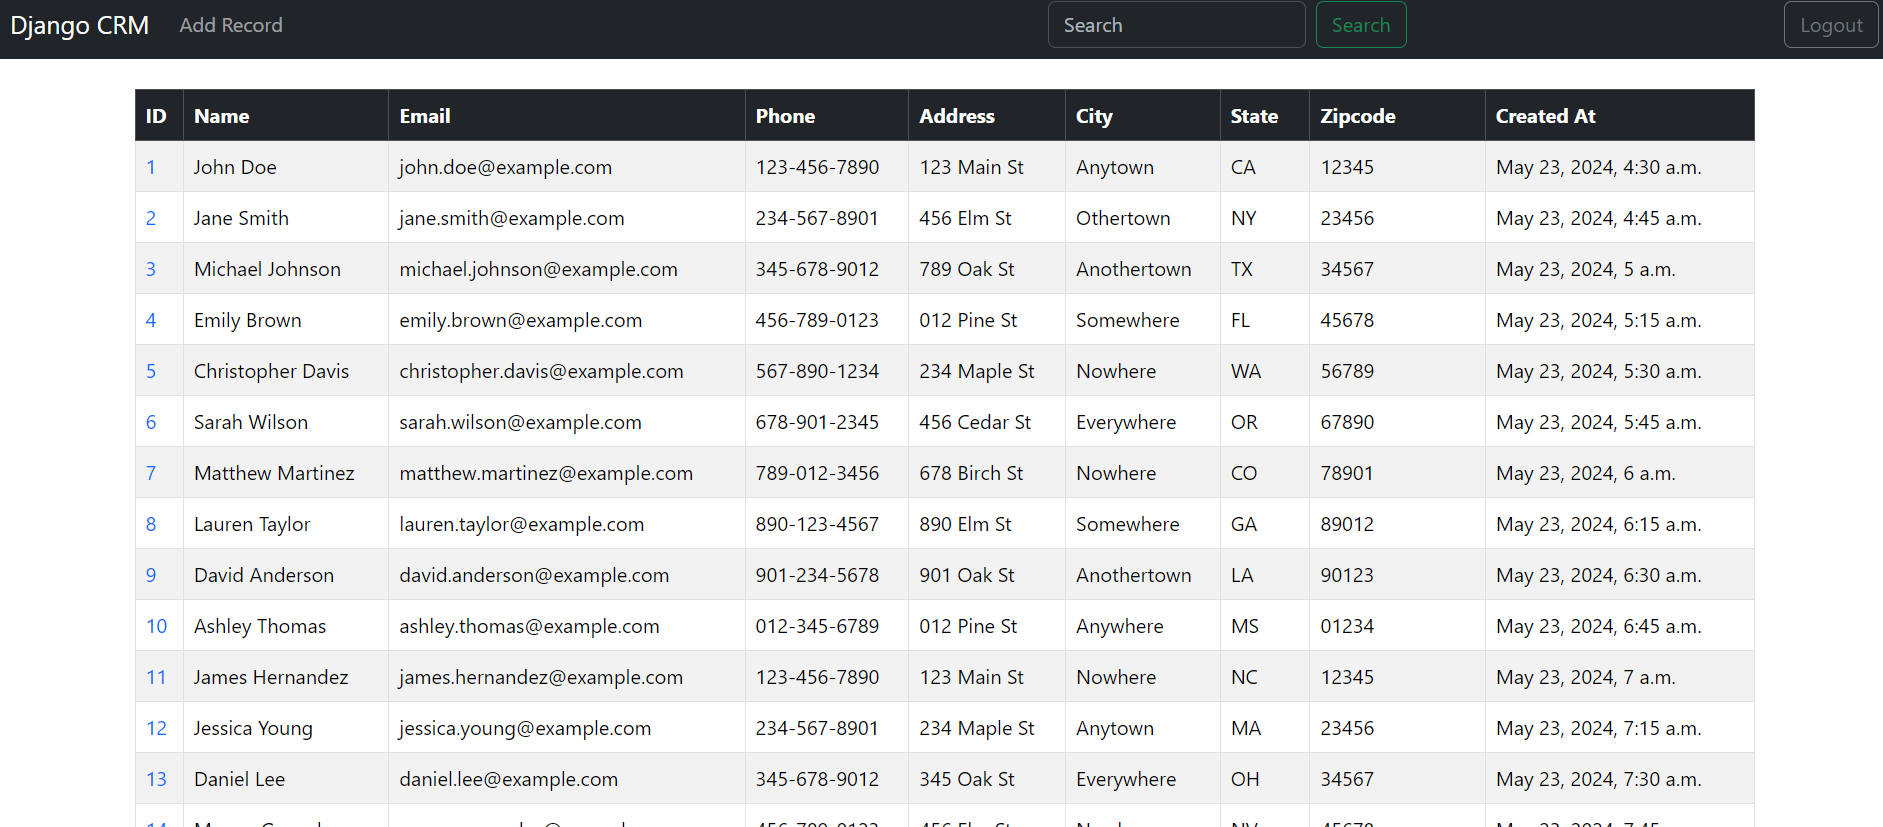 Django CRM Add Record Search Search Logout
ID Name Email Phone Address City State Zipcode Created At
1 John Doe john.doe@example.com 123-456-7890 123 Main St Anytown CA 12345 May 23, 2024, 4:30 a.m.
2 Jane Smith jane.smith@example.com 234-567-8901 456 Elm St Othertown NY 23456 May 23, 2024, 4:45 a.m.
3 Michael Johnson michael.johnson@example.com 345-678-9012 789 Oak St Anothertown TX 34567 May 23, 2024, 5 a.m.
4 Emily Brown emily.brown@example.com 456-789-0123 012 Pine St Somewhere FL 45678 May 23, 2024, 5:15 a.m.
5 Christopher Davis christopher.davis@example.com 567-890-1234 234 Maple St Nowhere WA 56789 May 23, 2024, 5:30 a.m.
6 Sarah Wilson sarah.wilson@example.com 678-901-2345 456 Cedar St Everywhere OR 67890 May 23, 2024, 5:45 a.m.
7 Matthew Martinez matthew.martinez@example.com 789-012-3456 678 Birch St Nowhere CO 78901 May 23, 2024, 6 a.m.
8 Lauren Taylor lauren.taylor@example.com 890-123-4567 890 Elm St Somewhere GA 89012 May 23, 2024, 6:15 a.m.
9 David Anderson david.anderson@example.com 901-234-5678 901 Oak St Anothertown LA 90123 May 23, 2024, 6:30 a.m.
10 Ashley Thomas ashley.thomas@example.com 012-345-6789 012 Pine St Anywhere MS 01234 May 23, 2024, 6:45 a.m.
11 James Hernandez james.hernandez@example.com 123-456-7890 123 Main St Nowhere NC 12345 May 23, 2024, 7 a.m.
12 Jessica Young jessica.young@example.com 234-567-8901 234 Maple St Anytown MA 23456 May 23, 2024, 7:15 a.m.
13 Daniel Lee daniel.lee@example.com 345-678-9012 345 Oak St Everywhere OH 34567 May 23, 2024, 7:30 a.m.